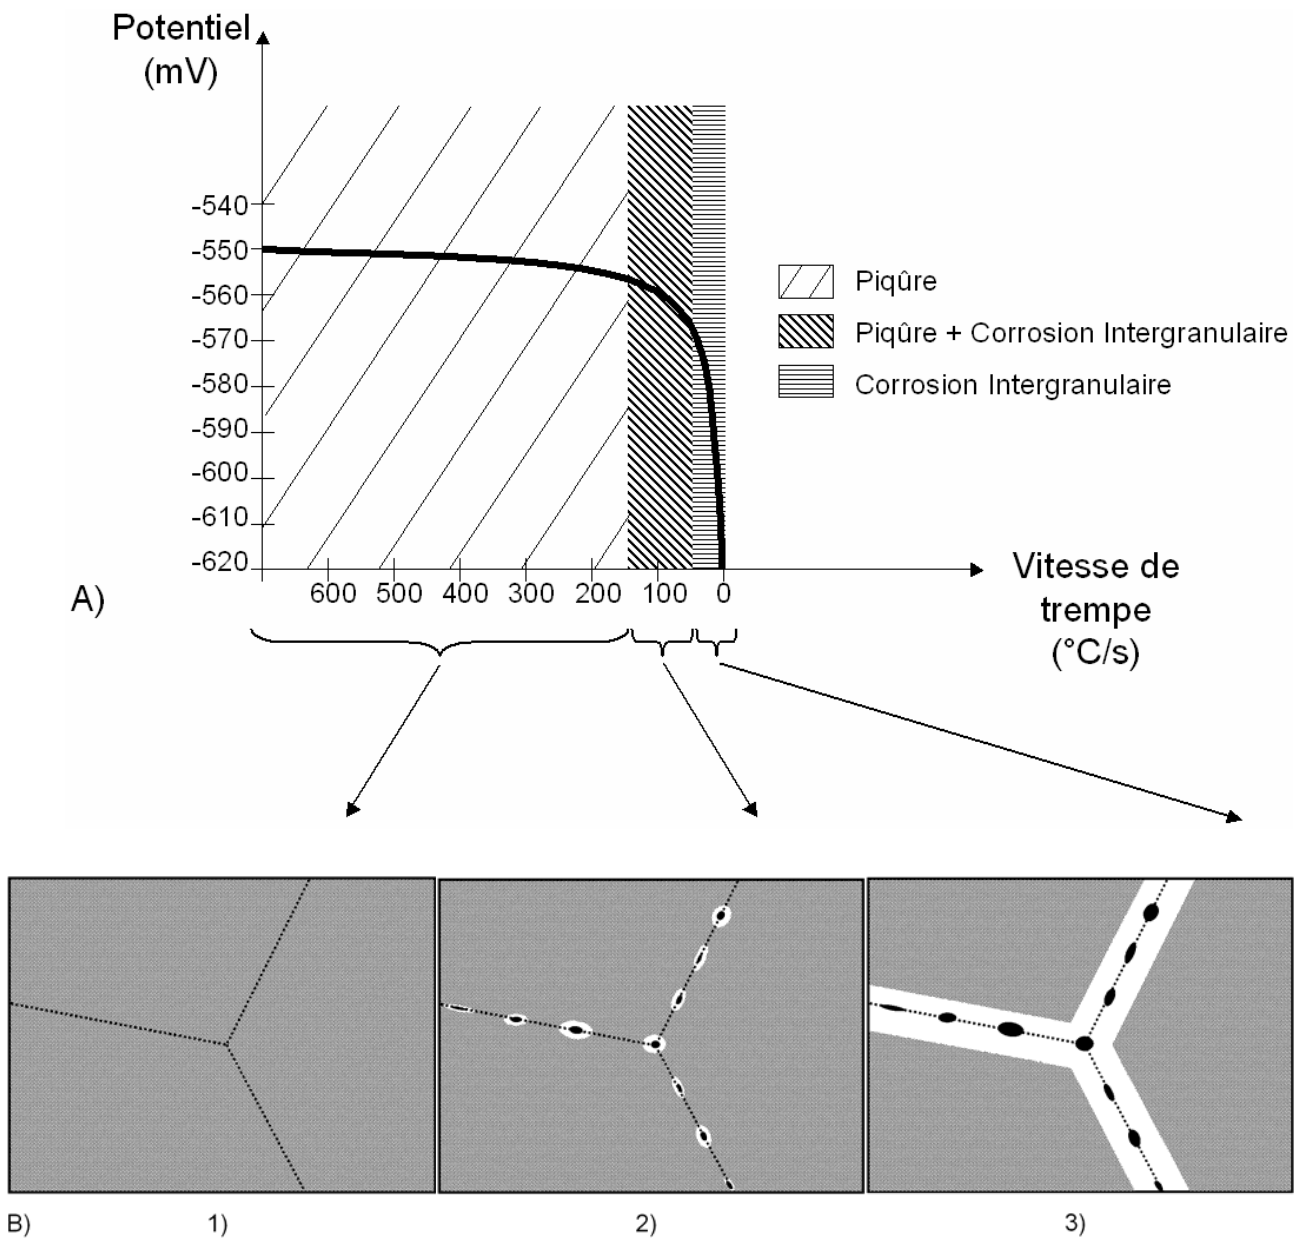 Potentiel
(mV)
-540
-550
-560
-570
-580
-590
-600
-610
-620
Piqûre
Piqûre + Corrosion Intergranulaire
Corrosion Intergranulaire
600 500 400 300 200 100 0
Vitesse de
trempe
(°C/s)
A)
B) 1) 2) 3)